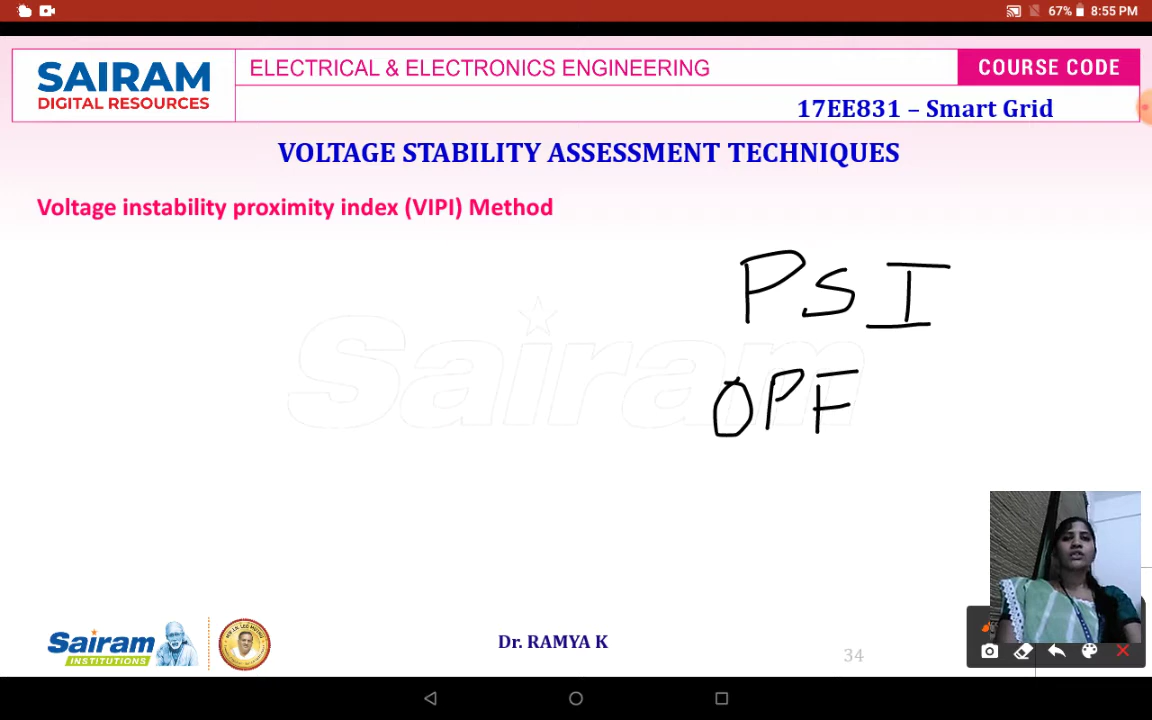 67% 8:55 PM
SAIRAM
DIGITAL RESOURCES
ELECTRICAL & ELECTRONICS ENGINEERING
COURSE CODE
17EE831 – Smart Grid
VOLTAGE STABILITY ASSESSMENT TECHNIQUES
Voltage instability proximity index (VIPI) Method
PSI
Sairam
OPF
Sairam
INSTITUTIONS
Dr. RAMYA K
34